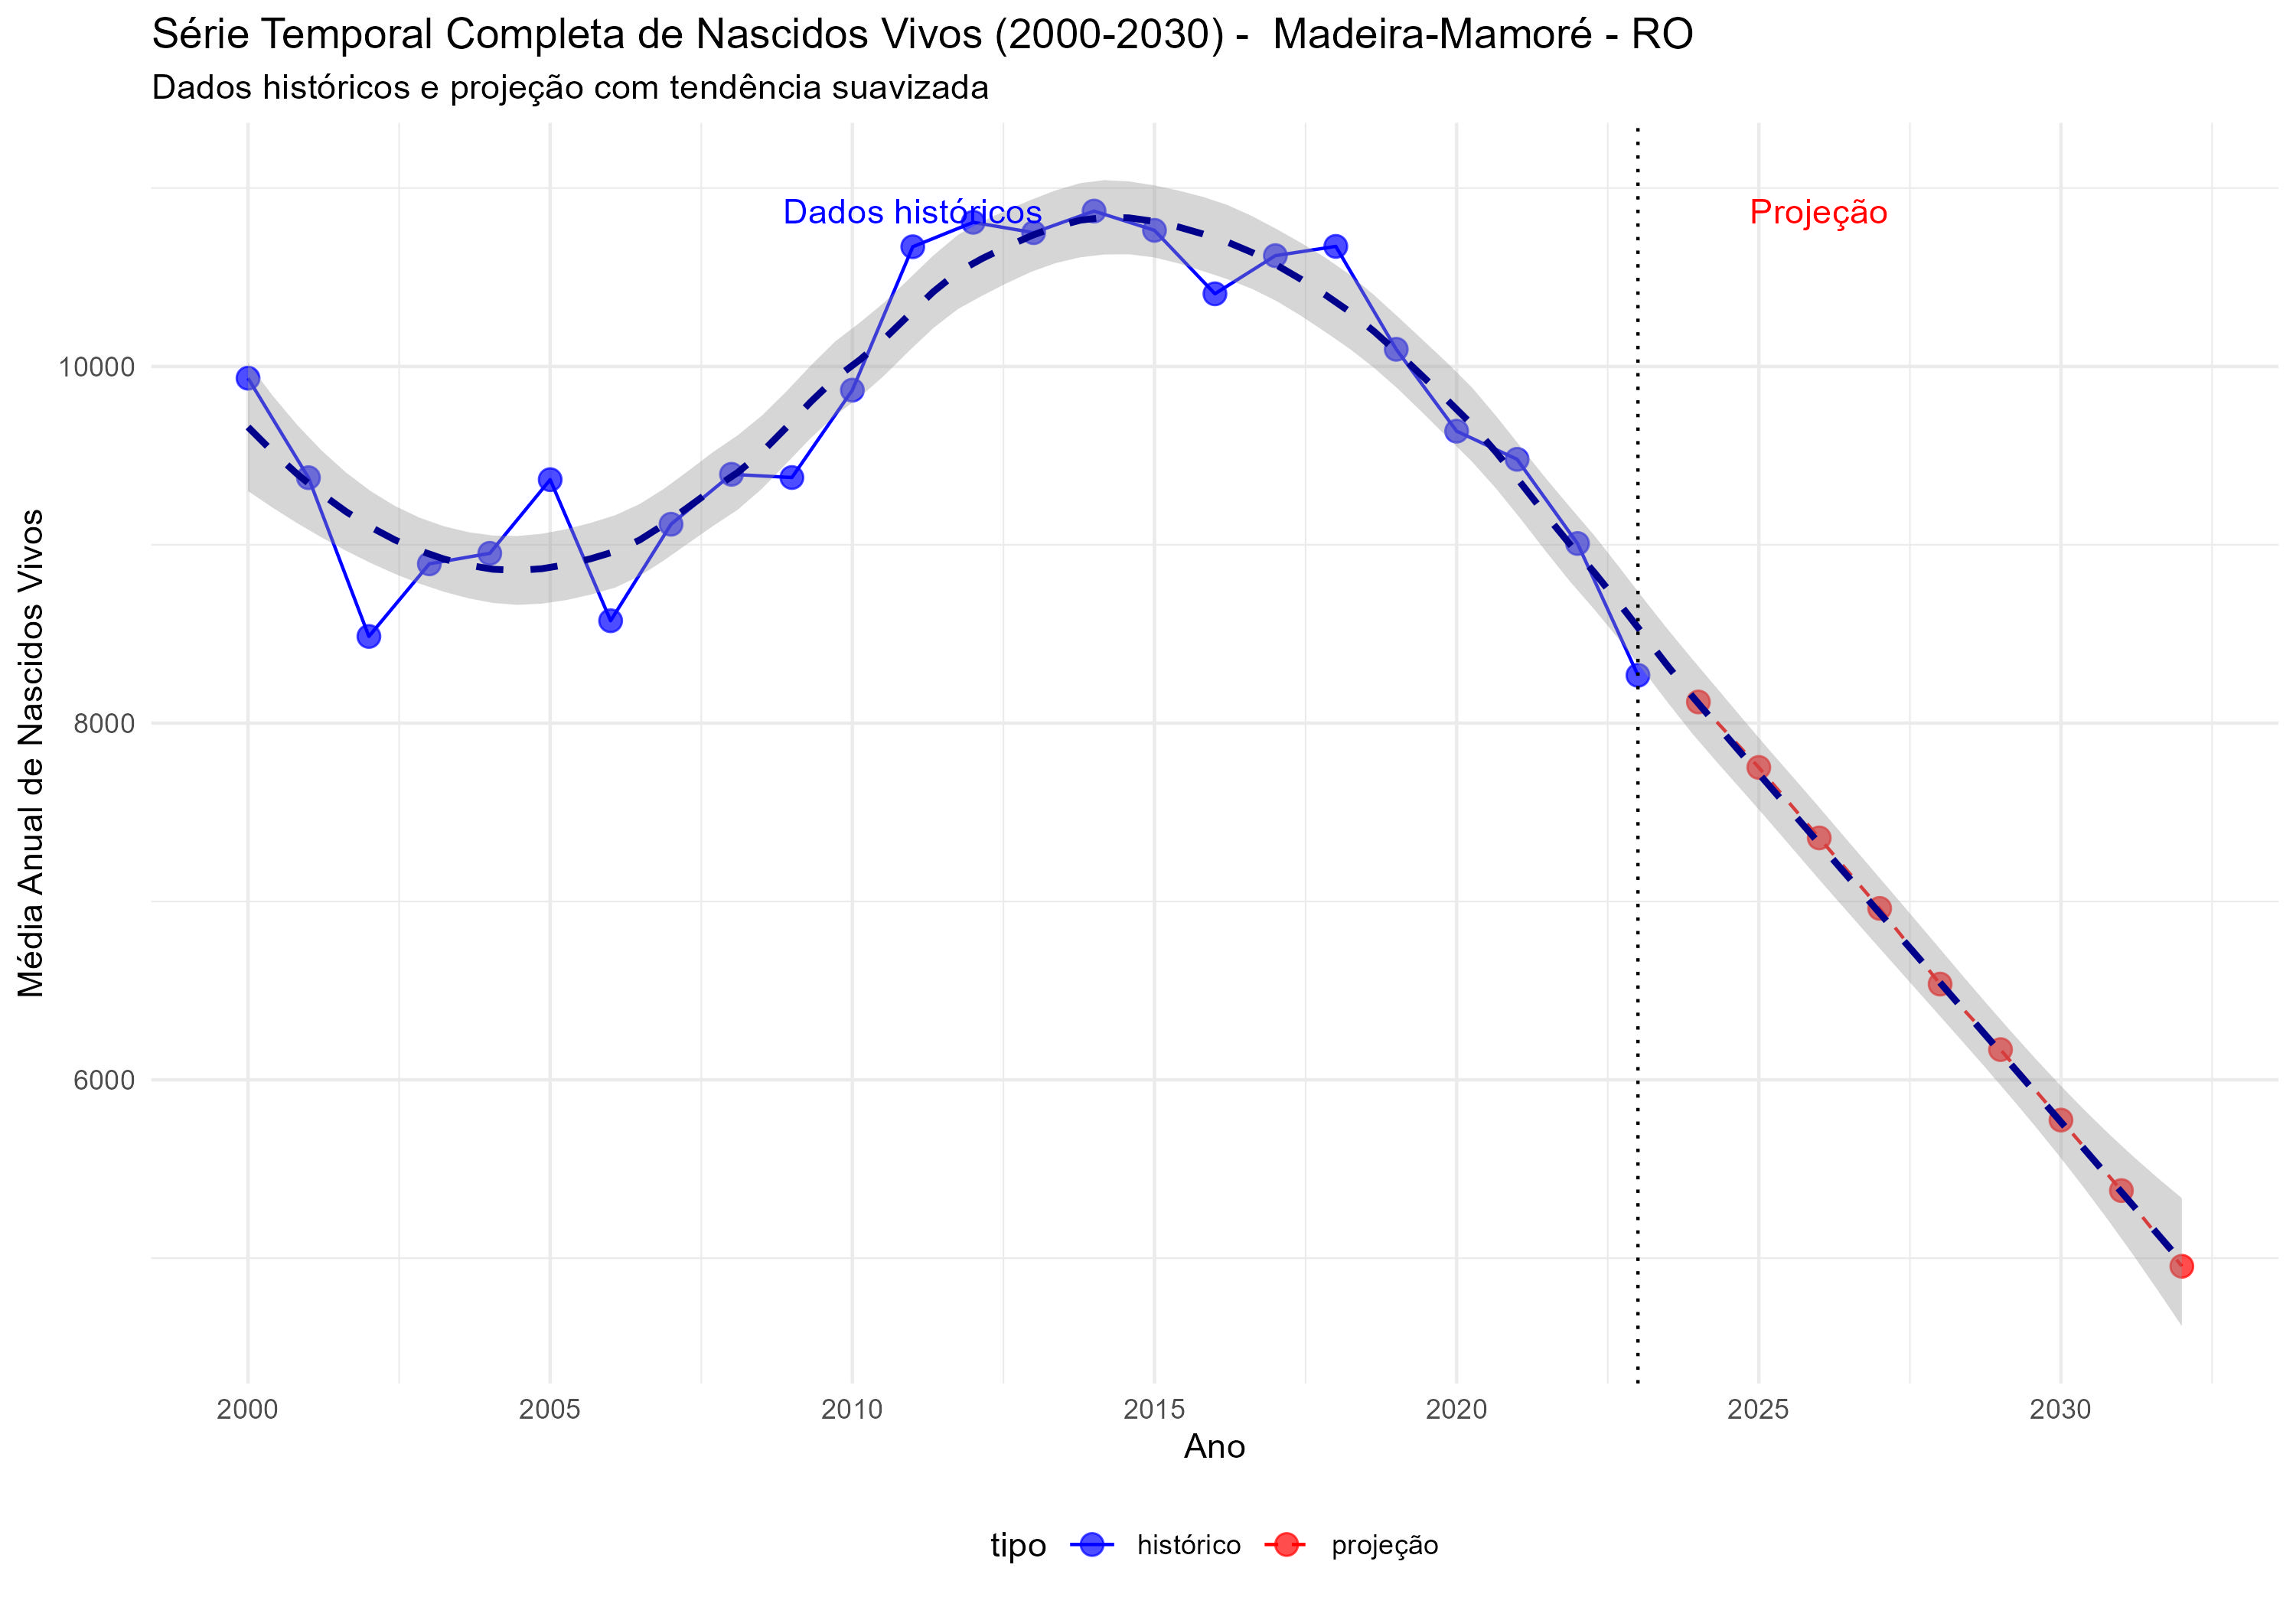 Série Temporal Completa de Nascidos Vivos (2000-2030) -  Madeira-Mamoré - RO
Dados históricos e projeção com tendência suavizada
Média Anual de Nascidos Vivos
10000
8000
6000
Dados históricos
Projeção
2000
2005
2010
2015
2020
2025
2030
Ano
tipo
histórico
projeção